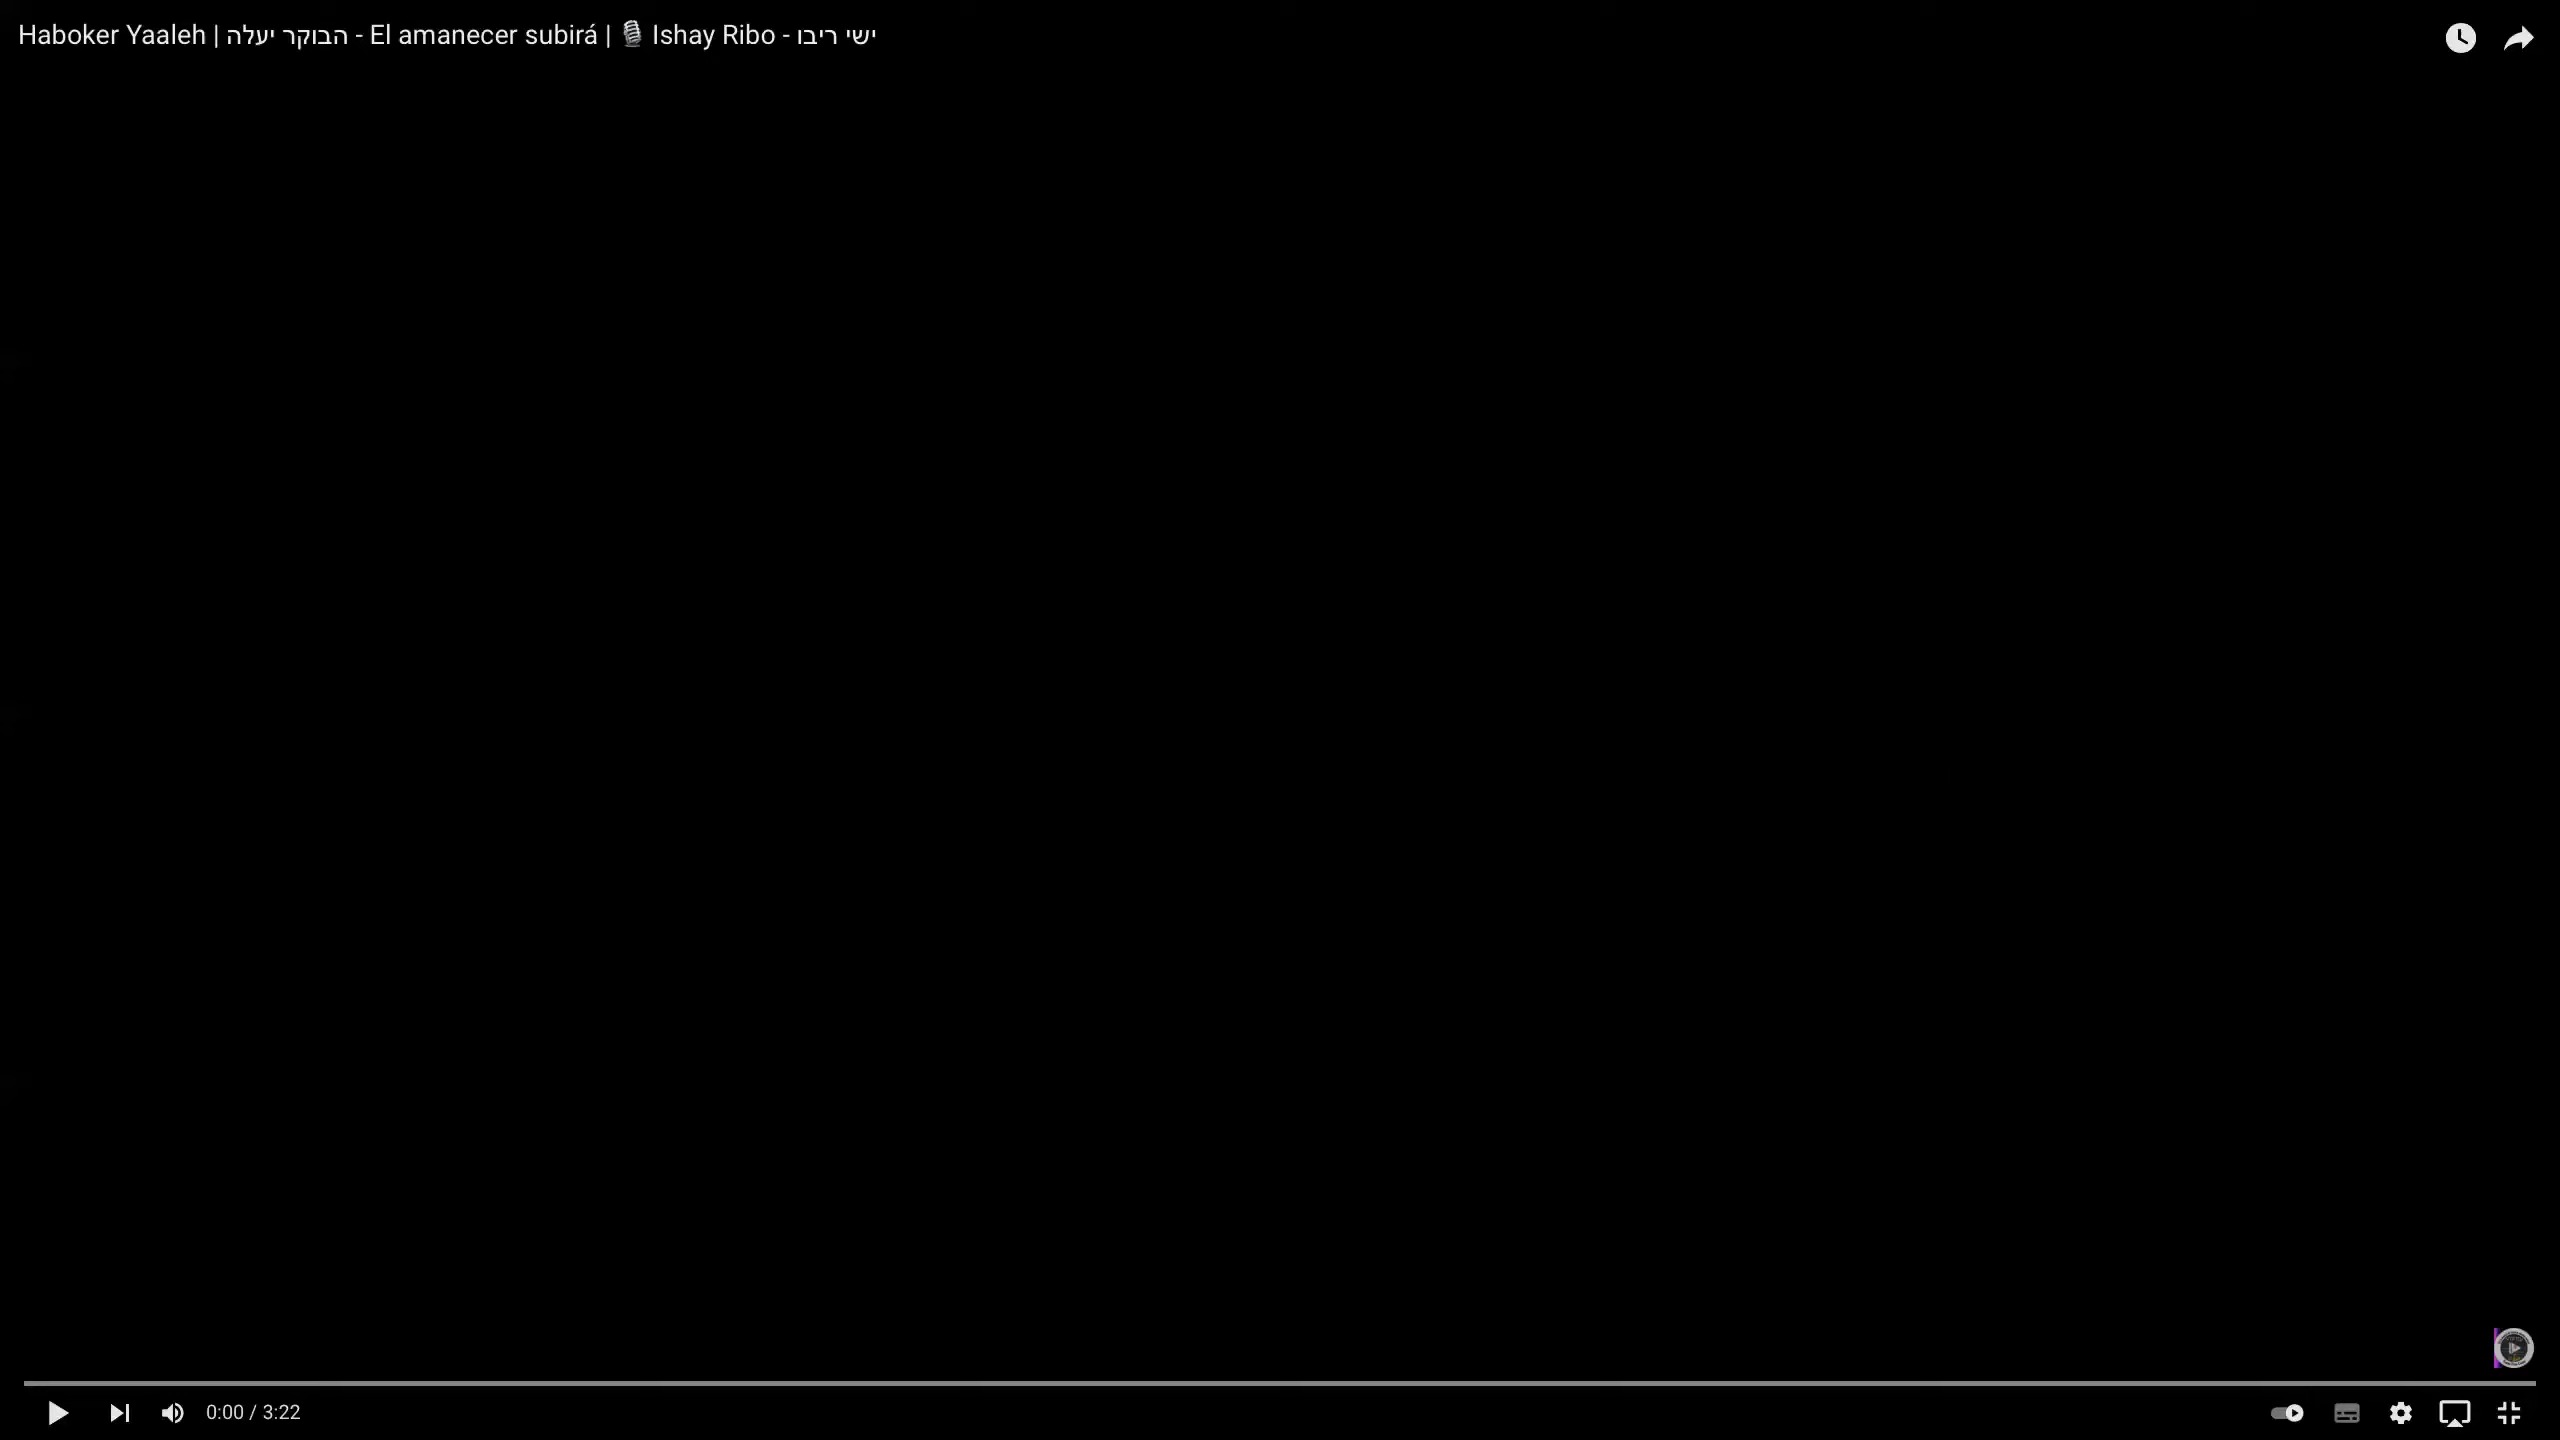 Haboker Yaaleh | הבוקר יעלה - El amanecer subirá | 🎙 Ishay Ribo - ישי ריבו
0:00 / 3:22